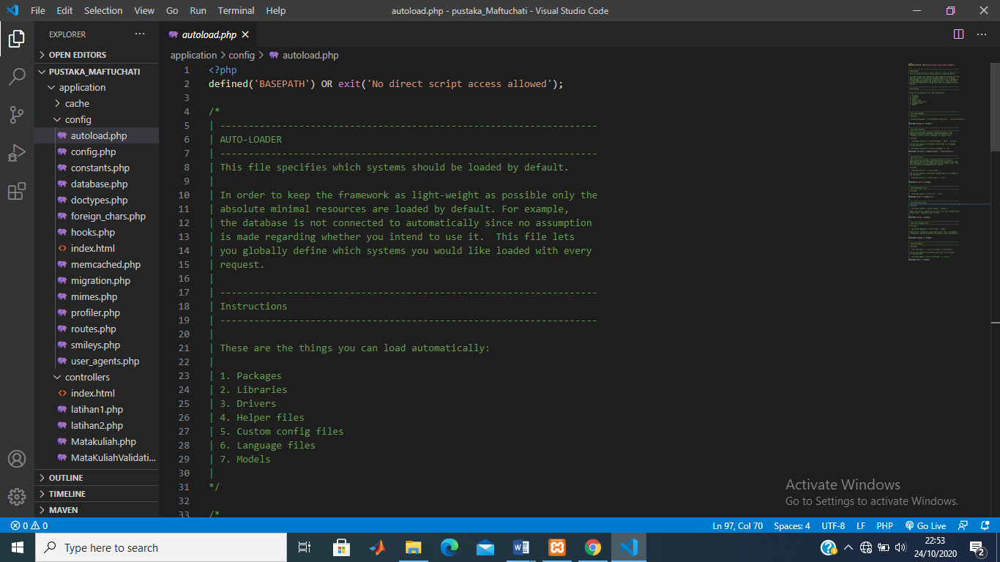 File Edit Selection View Go Run Terminal Help
autoload.php - pustaka_Maftuchati - Visual Studio Code
EXPLORER
OPEN EDITORS
PUSTAKA_MAFTUCHATI
application
cache
config
autoload.php
config.php
constants.php
database.php
doctypes.php
foreign_chars.php
hooks.php
index.html
memcached.php
migration.php
mimes.php
profiler.php
routes.php
smileys.php
user_agents.php
controllers
index.html
latihan1.php
latihan2.php
Matakuliah.php
MataKuliahValidati...
OUTLINE
TIMELINE
MAVEN
autoload.php
application > config > autoload.php
1 <?php
2 defined('BASEPATH') OR exit('No direct script access allowed');
3
4 /*
5 | -------------------------------------------------------------------
6 | AUTO-LOADER
7 | -------------------------------------------------------------------
8 | This file specifies which systems should be loaded by default.
9 |
10 | In order to keep the framework as light-weight as possible only the
11 | absolute minimal resources are loaded by default. For example,
12 | the database is not connected to automatically since no assumption
13 | is made regarding whether you intend to use it.  This file lets
14 | you globally define which systems you would like loaded with every
15 | request.
16 |
17 | -------------------------------------------------------------------
18 | Instructions
19 | -------------------------------------------------------------------
20 |
21 | These are the things you can load automatically:
22 |
23 | 1. Packages
24 | 2. Libraries
25 | 3. Drivers
26 | 4. Helper files
27 | 5. Custom config files
28 | 6. Language files
29 | 7. Models
30 |
31 */
32
33 /*
Activate Windows
Go to Settings to activate Windows.
0 0
Ln 97, Col 70 Spaces: 4 UTF-8 LF PHP Go Live
Type here to search
22:53
24/10/2020
2